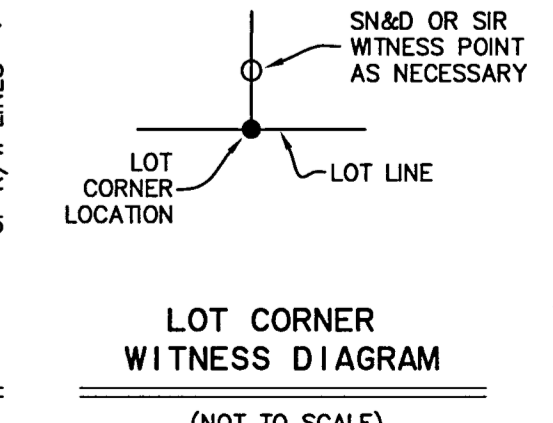 SN&D OR SIR
WITNESS POINT
AS NECESSARY
LOT
CORNER
LOCATION
LOT LINE
LOT CORNER
WITNESS DIAGRAM
(NOT TO SCALE)
LINES